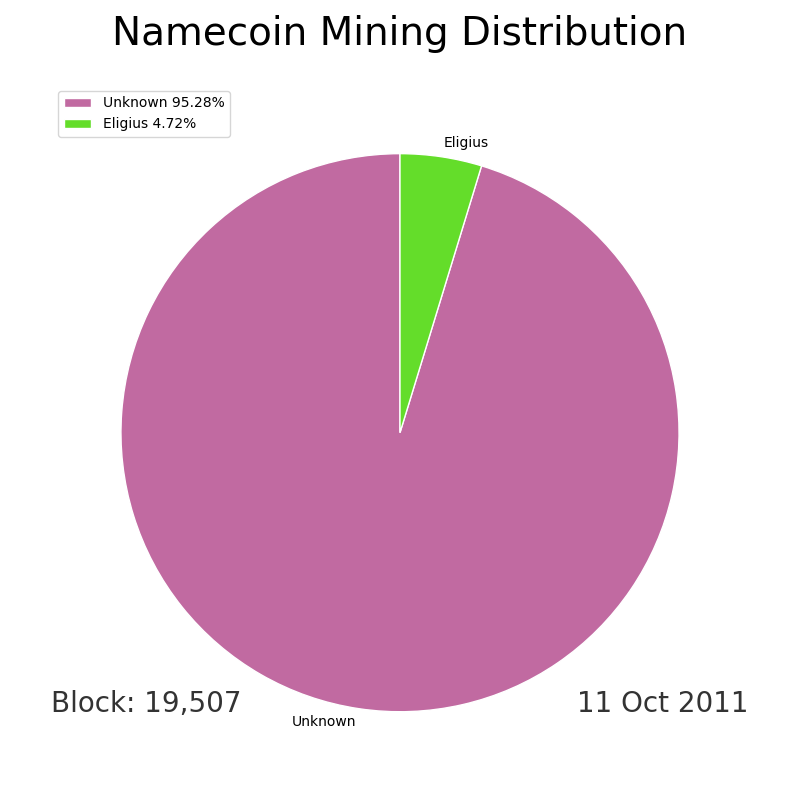 Namecoin Mining Distribution
Unknown 95.28%
Eligius 4.72%
Eligius
Block: 19,507
11 Oct 2011
Unknown